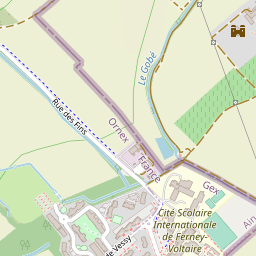 Le Gobé
Rue des Fins
Ornex
France
Gex
Cité Scolaire
Internationale
de Ferney-
Voltaire
Ain
de Vessy